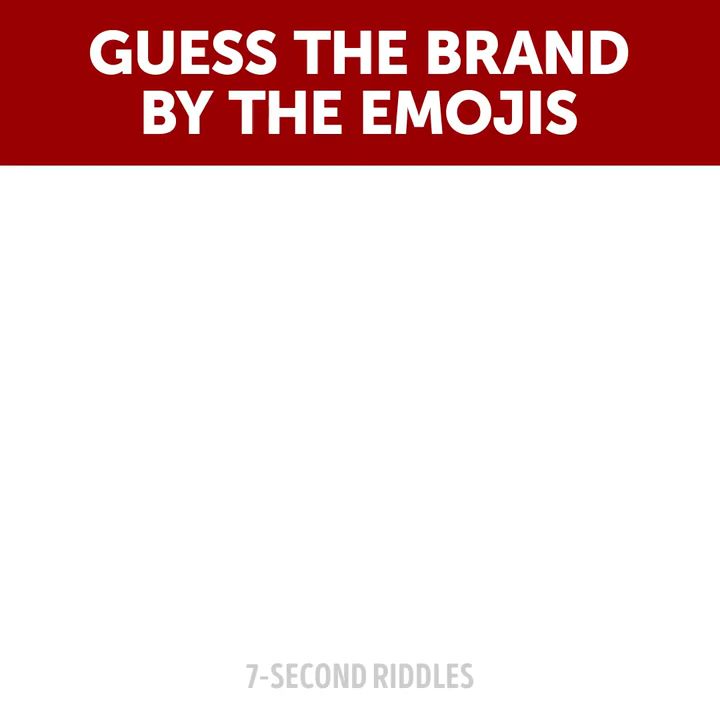 GUESS THE BRAND
BY THE EMOJIS
7-SECOND RIDDLES